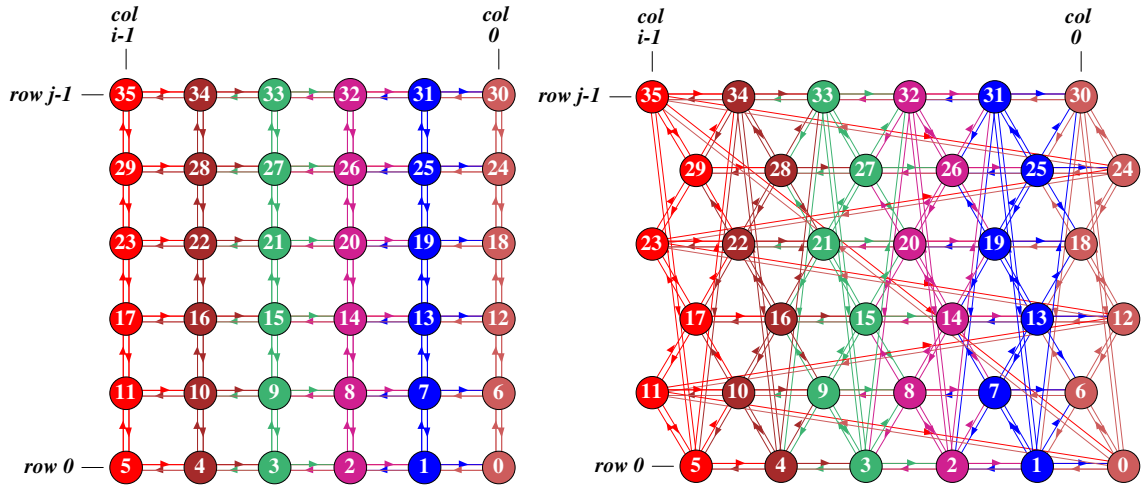 col col col col
i-1 0 i-1 0
row j-1 35 34 33 32 31 30 row j-1 35 34 33 32 31 30
29 28 27 26 25 24 29 28 27 26 25 24
23 22 21 20 19 18 23 22 21 20 19 18
17 16 15 14 13 12 17 16 15 14 13 12
11 10 9 8 7 6 11 10 9 8 7 6
row 0 5 4 3 2 1 0 row 0 5 4 3 2 1 0